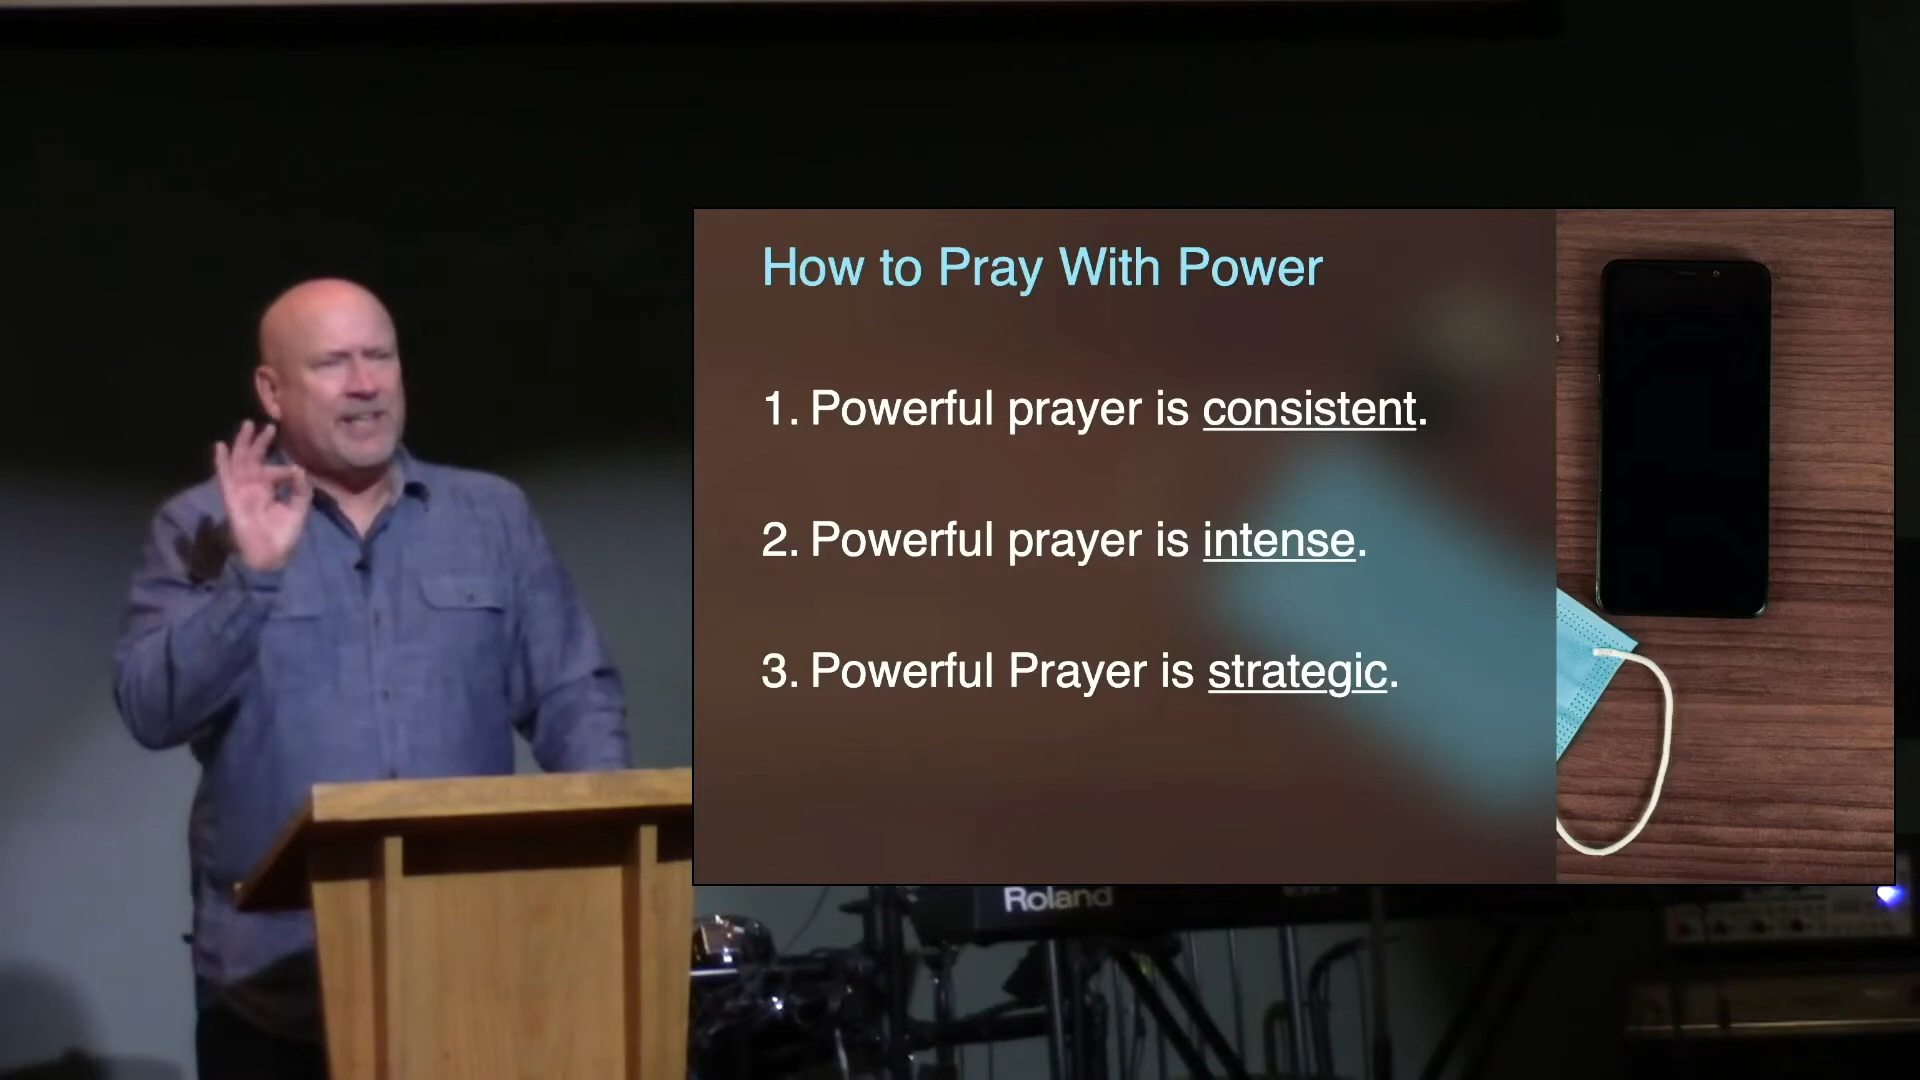 How to Pray With Power
1. Powerful prayer is consistent.
2. Powerful prayer is intense.
3. Powerful Prayer is strategic.
Roland